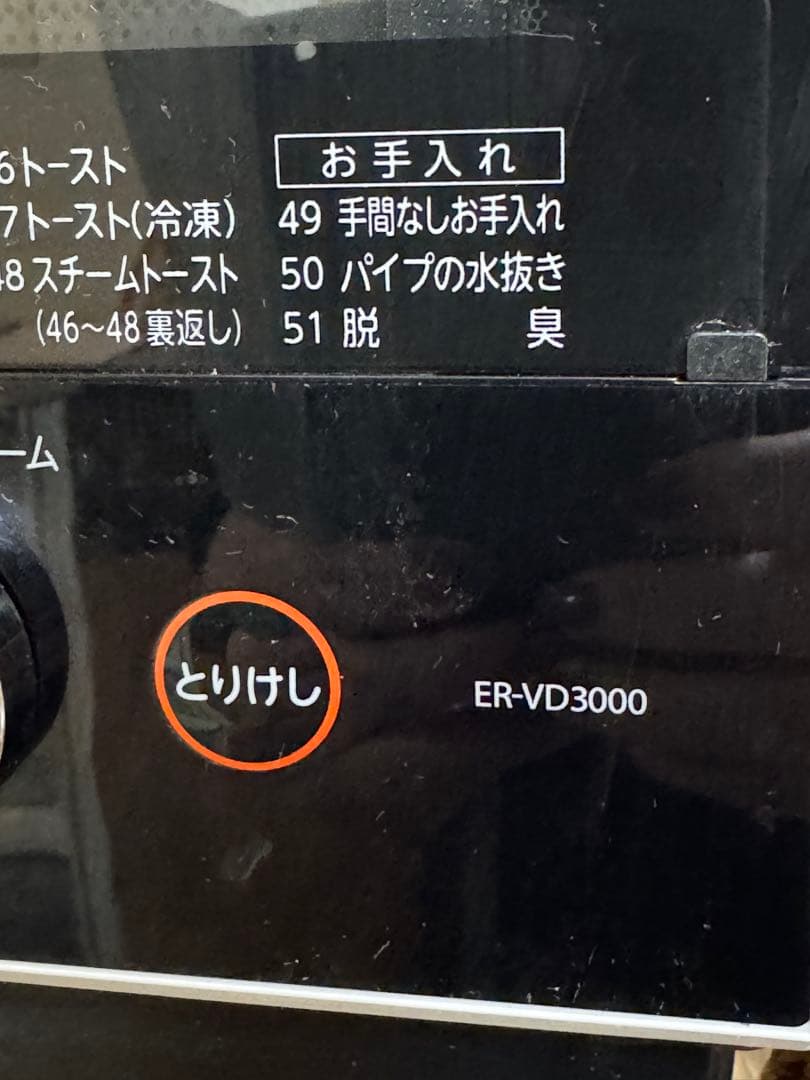 6トースト
7トースト(冷凍)
48 スチームトースト
(46〜48裏返し)
お手入れ
49 手間なしお手入れ
50 パイプの水抜き
51 脱臭
ーム
とりけし
ER-VD3000